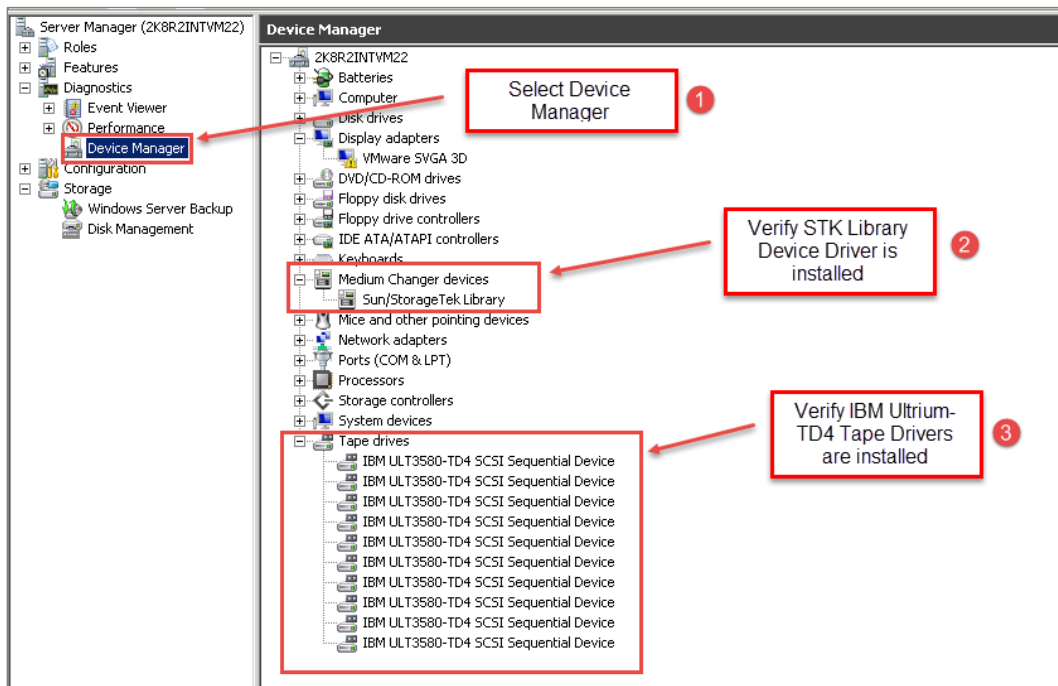 Server Manager (2K8R2INTVM22)
Roles
Features
Diagnostics
Event Viewer
Performance
Device Manager
Configuration
Storage
Windows Server Backup
Disk Management
Device Manager
2K8R2INTVM22
Batteries
Computer
Disk drives
Display adapters
VMware SVGA 3D
DVD/CD-ROM drives
Floppy disk drives
Floppy drive controllers
IDE ATA/ATAPI controllers
Keyboards
Medium Changer devices
Sun/StorageTek Library
Mice and other pointing devices
Network adapters
Ports (COM & LPT)
Processors
Storage controllers
System devices
Tape drives
IBM ULT3580-TD4 SCSI Sequential Device
IBM ULT3580-TD4 SCSI Sequential Device
IBM ULT3580-TD4 SCSI Sequential Device
IBM ULT3580-TD4 SCSI Sequential Device
IBM ULT3580-TD4 SCSI Sequential Device
IBM ULT3580-TD4 SCSI Sequential Device
IBM ULT3580-TD4 SCSI Sequential Device
IBM ULT3580-TD4 SCSI Sequential Device
IBM ULT3580-TD4 SCSI Sequential Device
IBM ULT3580-TD4 SCSI Sequential Device
Select Device
Manager
1
Verify STK Library
Device Driver is
installed
2
Verify IBM Ultrium-
TD4 Tape Drivers
are installed
3